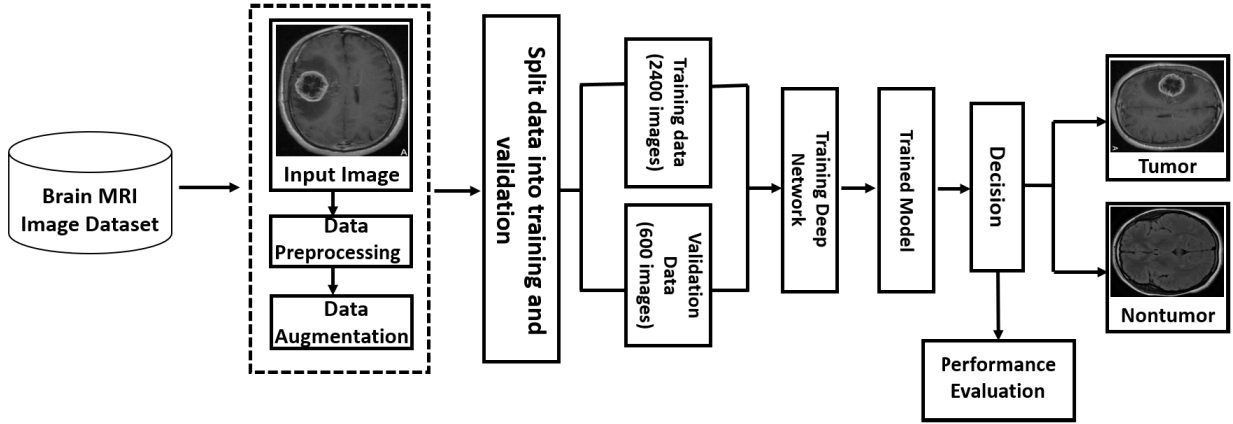 Brain MRI
Image Dataset
A
Input Image
Data
Preprocessing
Data
Augmentation
Split data into training and
validation
Training data
(2400 images)
Validation
Data
(600 images)
Training Deep
Network
Trained Model
Decision
A
Tumor
Nontumor
Performance
Evaluation